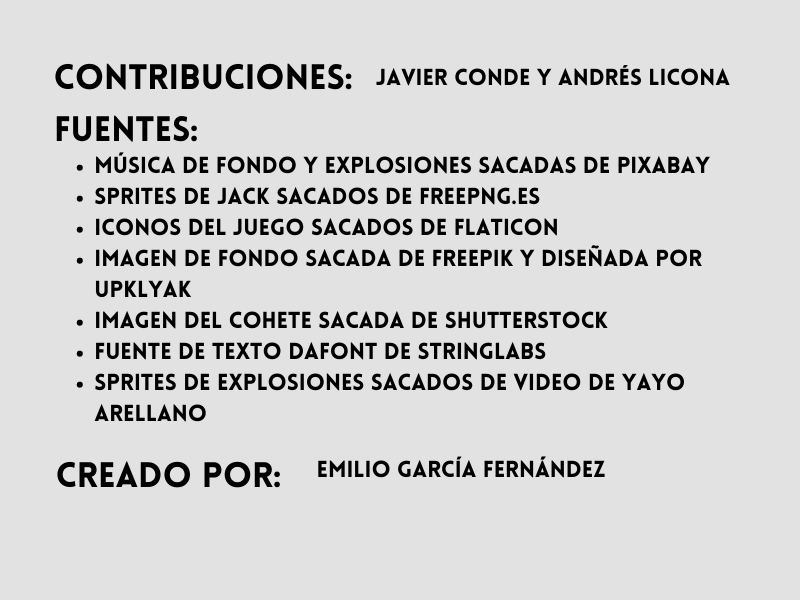 CONTRIBUCIONES: JAVIER CONDE Y ANDRÉS LICONA
FUENTES:
• MÚSICA DE FONDO Y EXPLOSIONES SACADAS DE PIXABAY
• SPRITES DE JACK SACADOS DE FREEPNG.ES
• ICONOS DEL JUEGO SACADOS DE FLATICON
• IMAGEN DE FONDO SACADA DE FREEPIK Y DISEÑADA POR
UPKLYAK
• IMAGEN DEL COHETE SACADA DE SHUTTERSTOCK
• FUENTE DE TEXTO DAFONT DE STRINGLABS
• SPRITES DE EXPLOSIONES SACADOS DE VIDEO DE YAYO
ARELLANO
CREADO POR: EMILIO GARCÍA FERNÁNDEZ